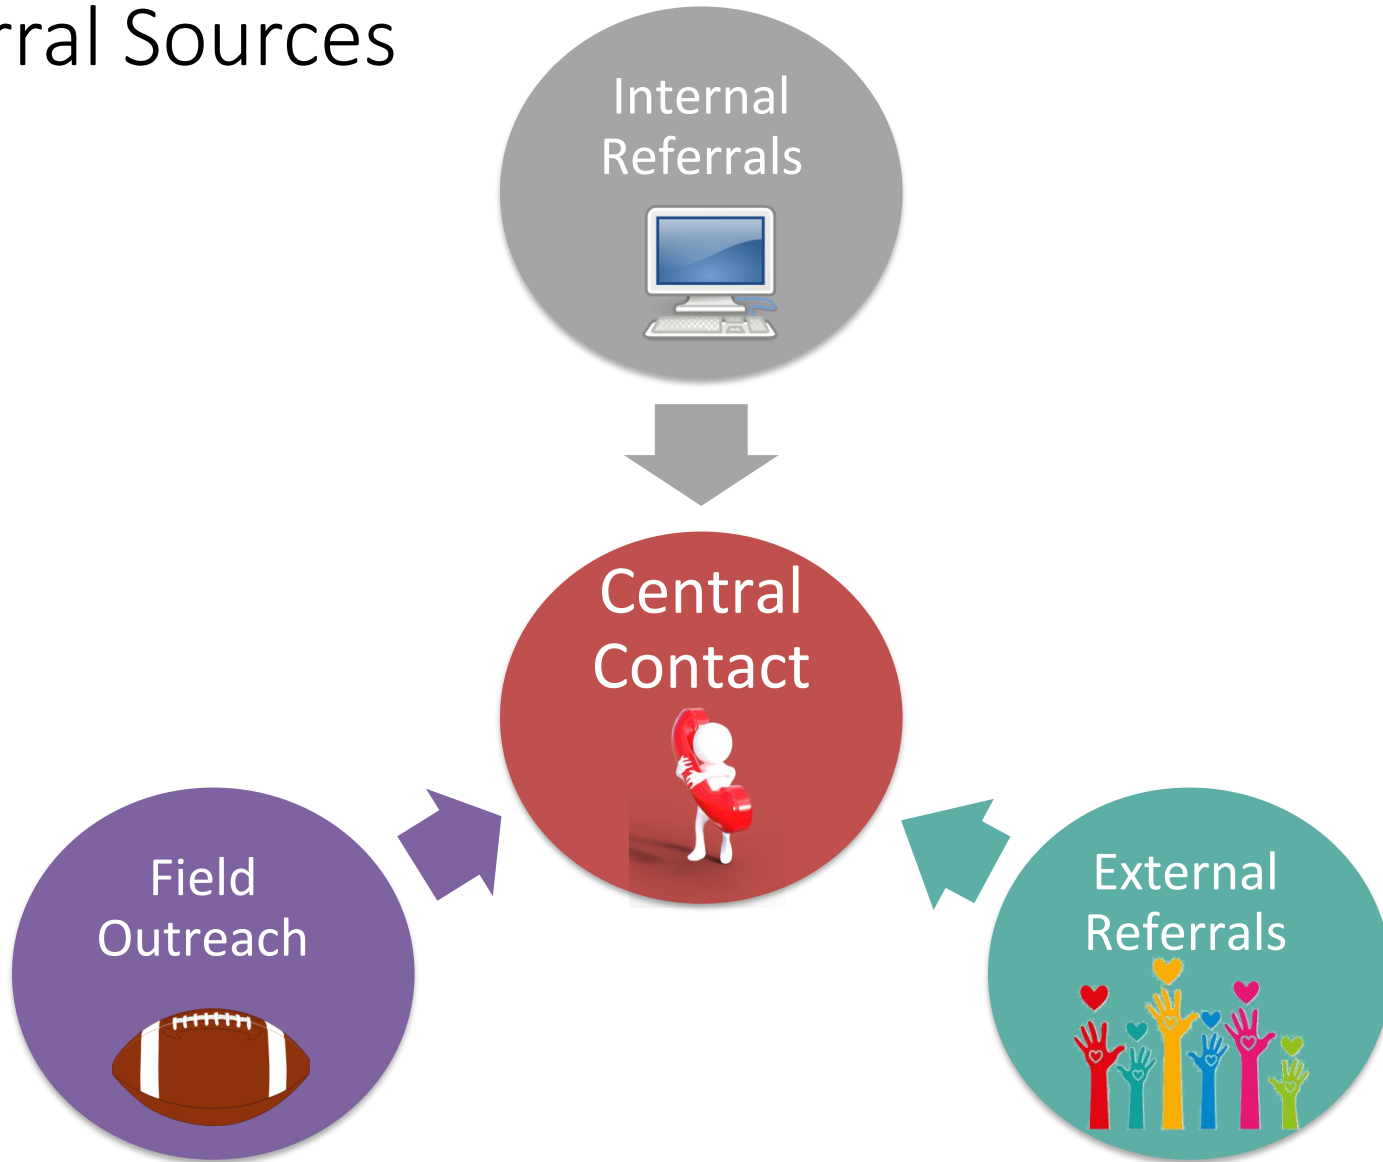 rral Sources
Internal
Referrals
Central
Contact
Field
Outreach
External
Referrals